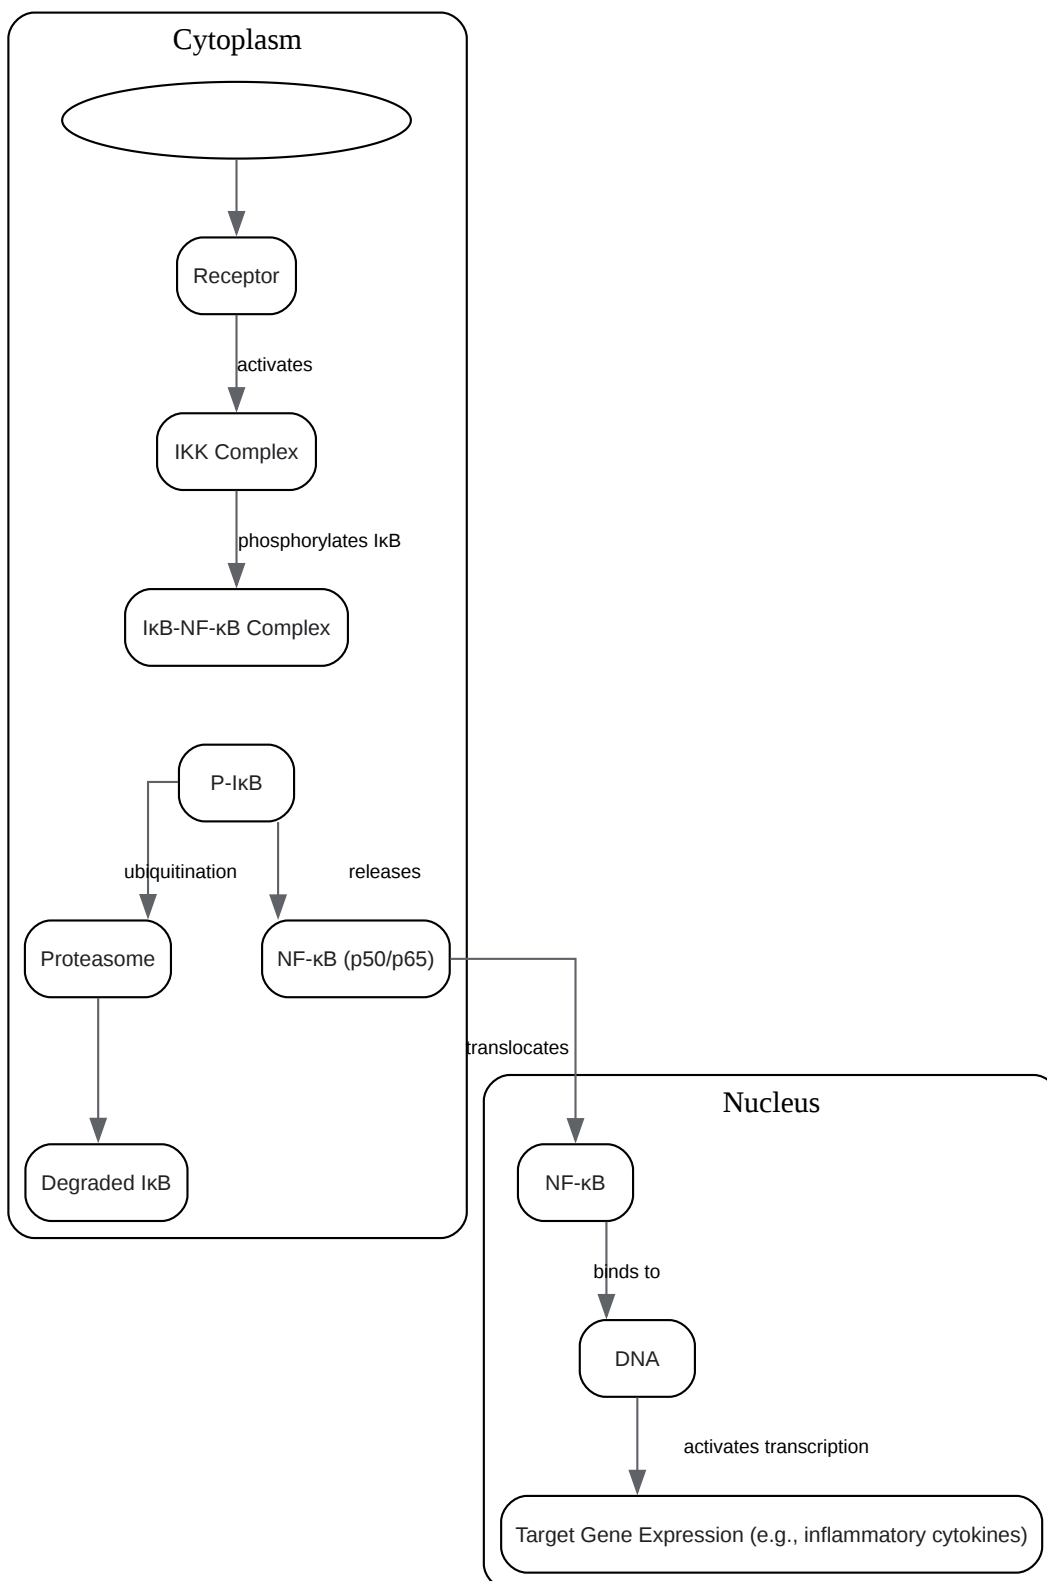 Cytoplasm
Receptor
activates
IKK Complex
phosphorylates IκB
IκB-NF-κB Complex
P-IκB
ubiquitination
releases
Proteasome
NF-κB (p50/p65)
translocates
Nucleus
Degraded IκB
NF-κB
binds to
DNA
activates transcription
Target Gene Expression (e.g., inflammatory cytokines)